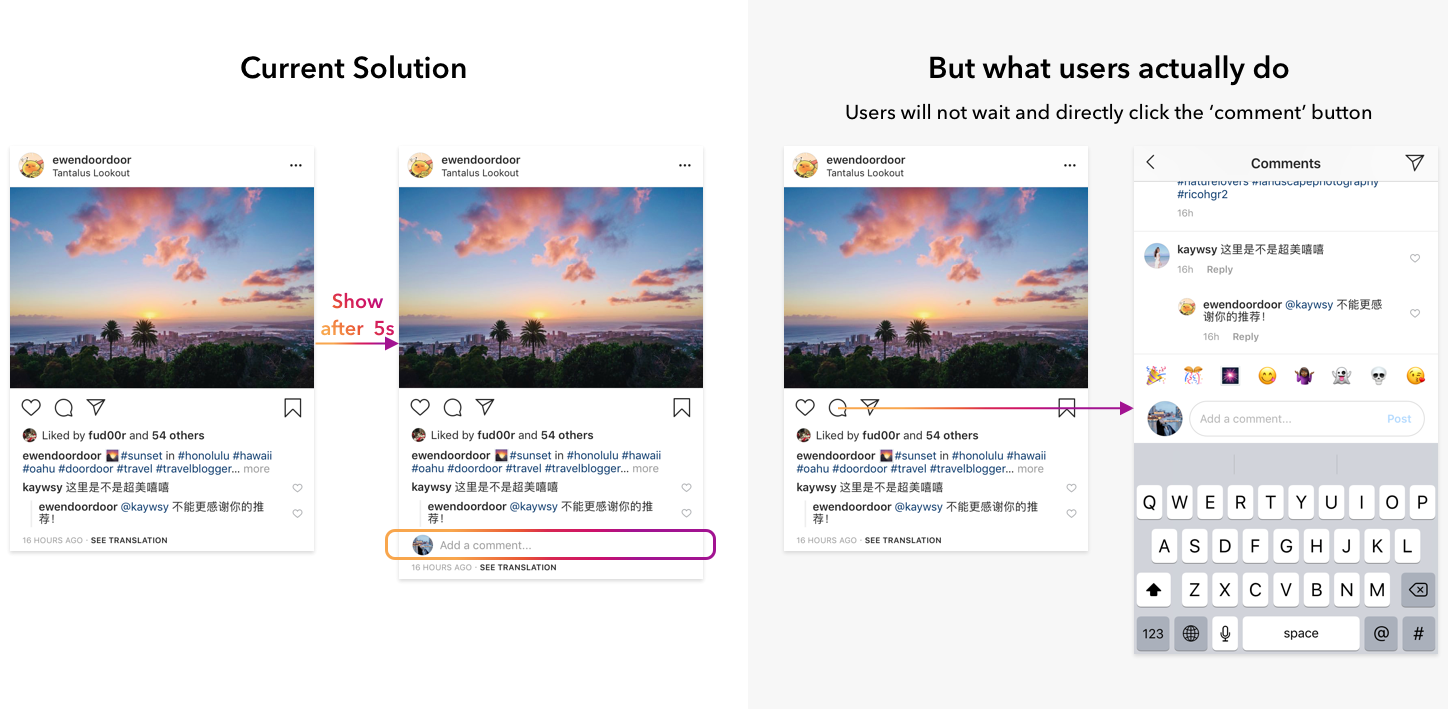 Current Solution
ewendoordoor
Tantalus Lookout
Liked by fud00r and 54 others
ewendoordoor 🌅#sunset in #honolulu #hawaii
#oahu #doordoor #travel #travelblogger... more
kaywsy 这里是不是超美嘻嘻
ewendoordoor @kaywsy 不能更感谢你的推
荐！
16 HOURS AGO · SEE TRANSLATION
Show
after 5s
ewendoordoor
Tantalus Lookout
Liked by fud00r and 54 others
ewendoordoor 🌅#sunset in #honolulu #hawaii
#oahu #doordoor #travel #travelblogger... more
kaywsy 这里是不是超美嘻嘻
ewendoordoor @kaywsy 不能更感谢你的推
荐！
Add a comment...
16 HOURS AGO · SEE TRANSLATION
But what users actually do
Users will not wait and directly click the ‘comment’ button
ewendoordoor
Tantalus Lookout
Liked by fud00r and 54 others
ewendoordoor 🌅#sunset in #honolulu #hawaii
#oahu #doordoor #travel #travelblogger... more
kaywsy 这里是不是超美嘻嘻
ewendoordoor @kaywsy 不能更感谢你的推
荐！
16 HOURS AGO · SEE TRANSLATION
Comments
#naturelovers #landscapephotography
#ricohgr2
16h
kaywsy 这里是不是超美嘻嘻
16h Reply
ewendoordoor @kaywsy 不能更感
谢你的推荐！
16h Reply
Add a comment... Post
Q W E R T Y U I O P
A S D F G H J K L
Z X C V B N M
123 space @ #